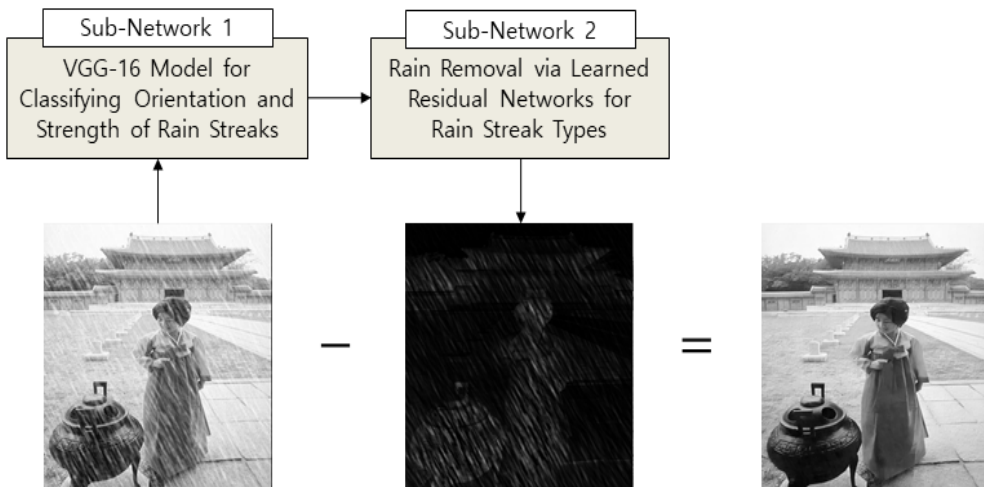 Sub-Network 1
VGG-16 Model for
Classifying Orientation and
Strength of Rain Streaks
Sub-Network 2
Rain Removal via Learned
Residual Networks for
Rain Streak Types
− =